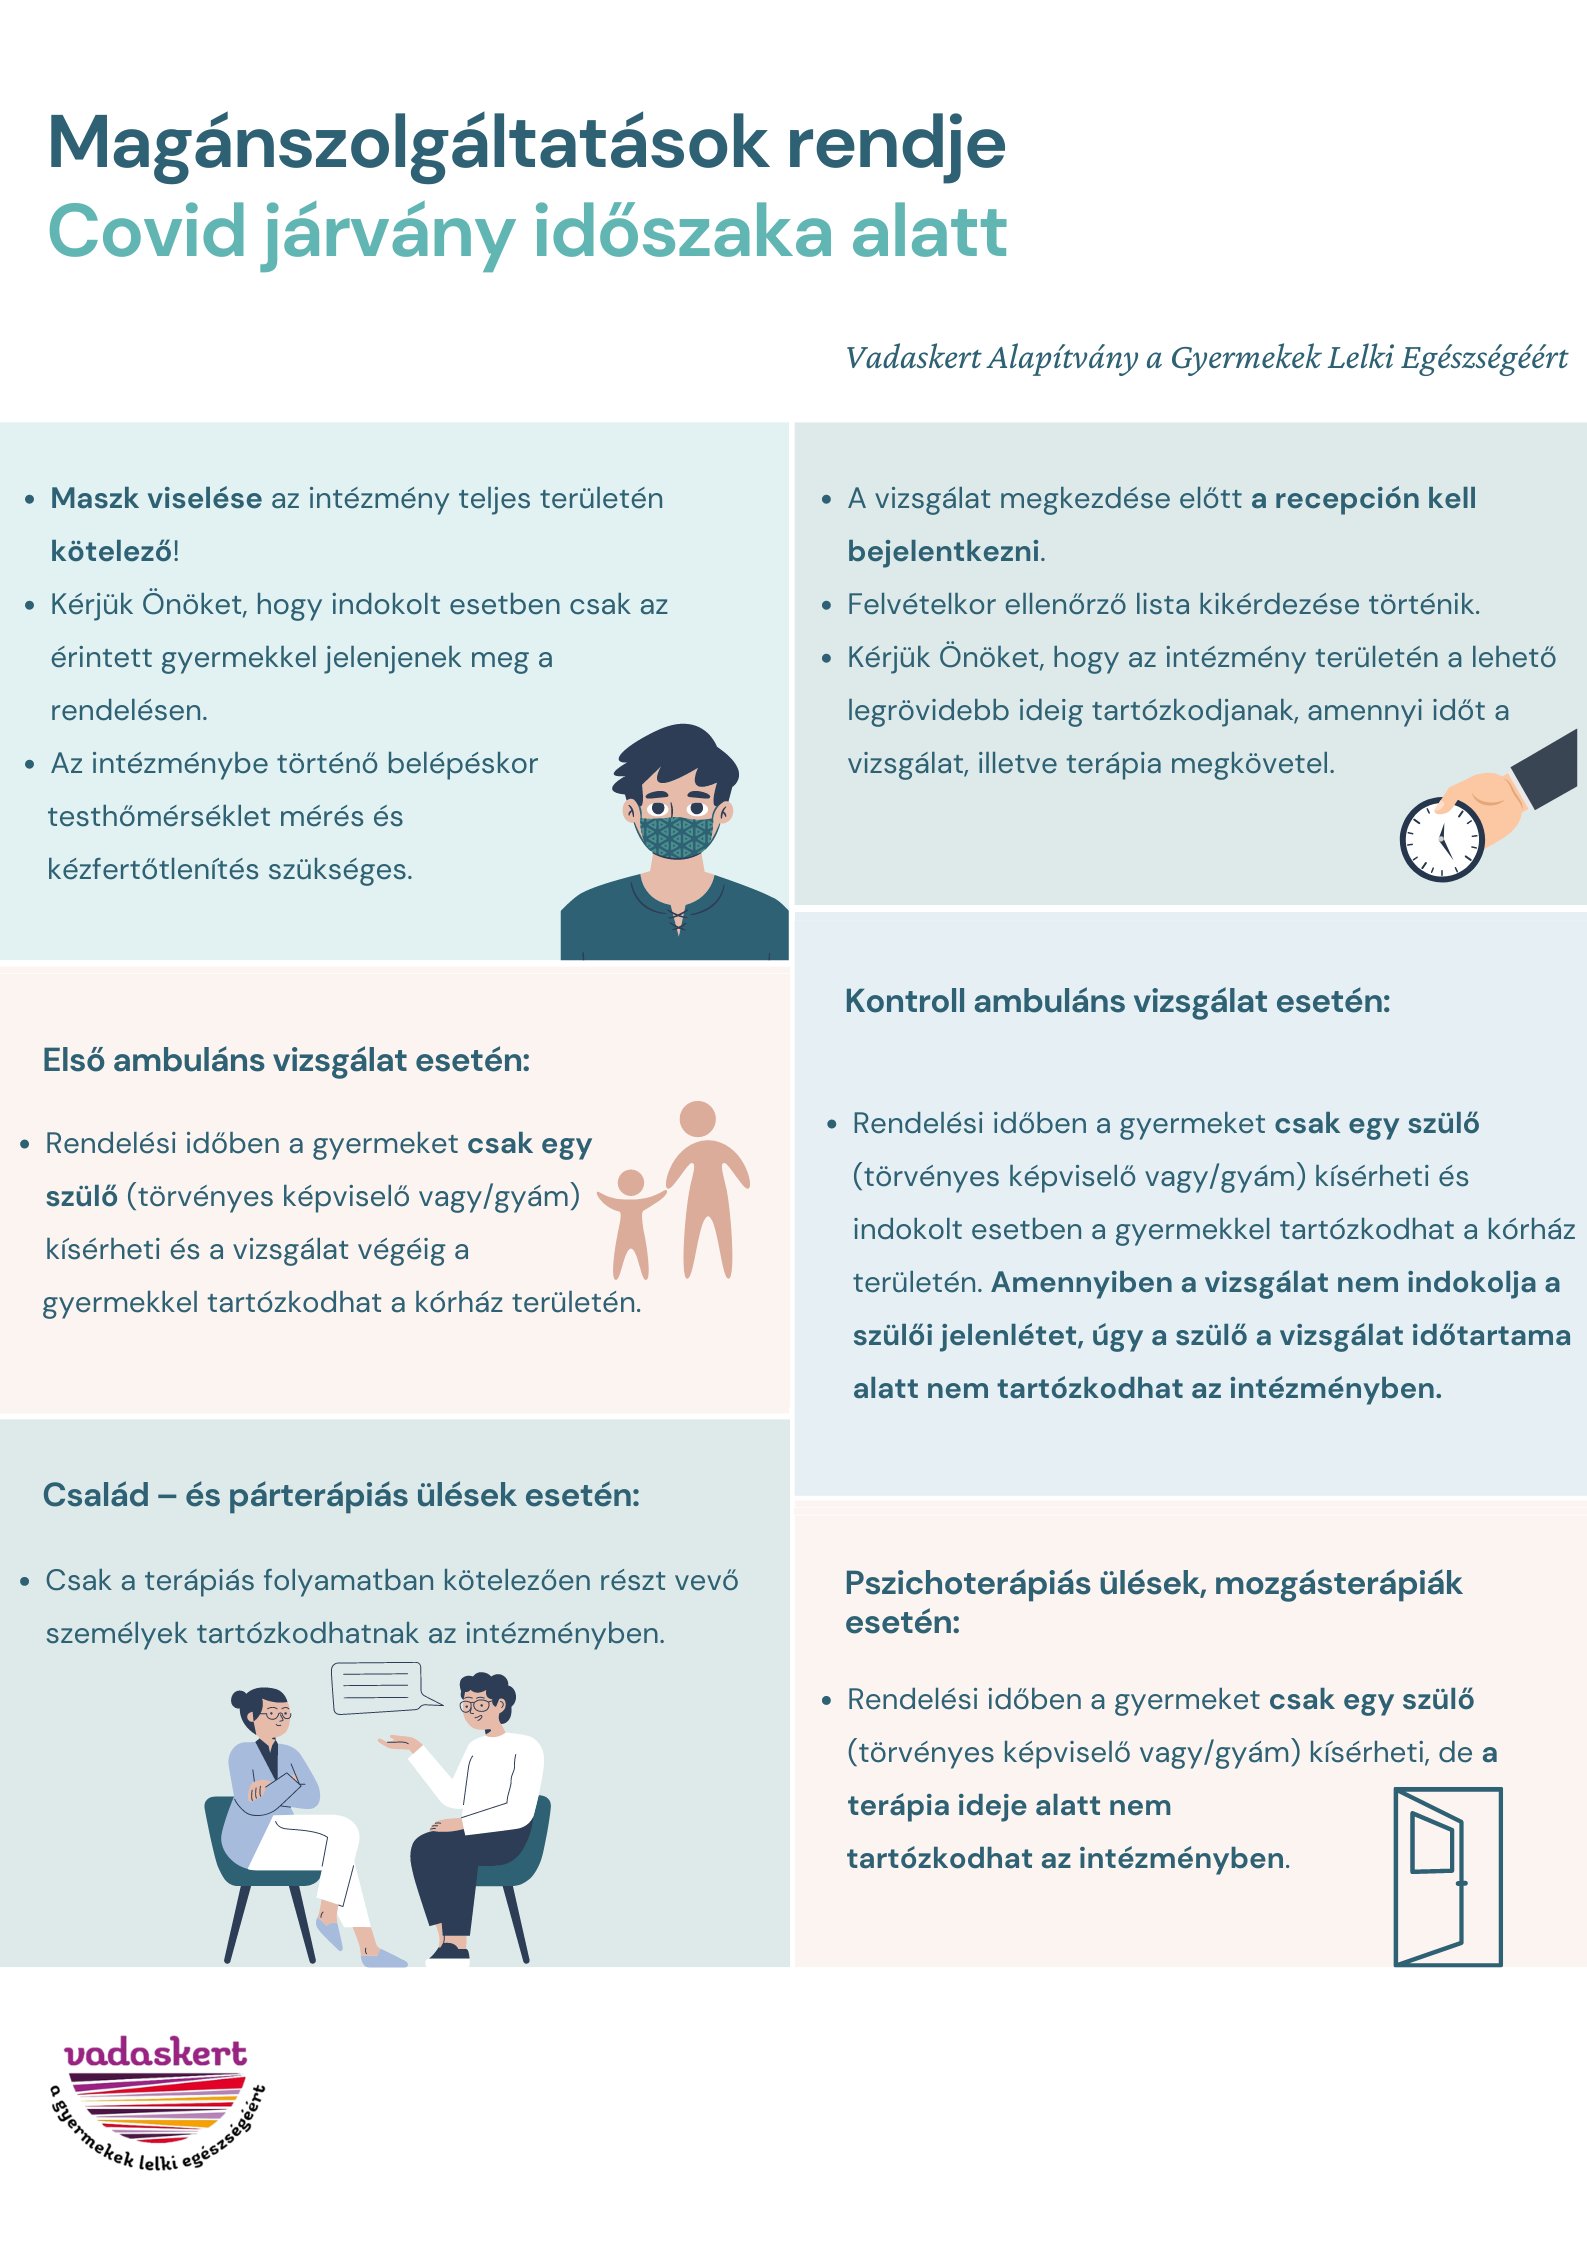 Magánszolgáltatások rendje
Covid járvány időszaka alatt
Vadaskert Alapítvány a Gyermekek Lelki Egészségéért
• Maszk viselése az intézmény teljes területén
kötelező!
• Kérjük Önöket, hogy indokolt esetben csak az
érintett gyermekkel jelenjenek meg a
rendelésen.
• Az intézménybe történő belépéskor
testhőmérséklet mérés és
kézfertőtlenítés szükséges.
• A vizsgálat megkezdése előtt a recepción kell
bejelentkezni.
• Felvételkor ellenőrző lista kikérdezése történik.
• Kérjük Önöket, hogy az intézmény területén a lehető
legrövidebb ideig tartózkodjanak, amennyi időt a
vizsgálat, illetve terápia megkövetel.
Első ambuláns vizsgálat esetén:
• Rendelési időben a gyermeket csak egy
szülő (törvényes képviselő vagy/gyám)
kísérheti és a vizsgálat végéig a
gyermekkel tartózkodhat a kórház területén.
Kontroll ambuláns vizsgálat esetén:
• Rendelési időben a gyermeket csak egy szülő
(törvényes képviselő vagy/gyám) kísérheti és
indokolt esetben a gyermekkel tartózkodhat a kórház
területén. Amennyiben a vizsgálat nem indokolja a
szülői jelenlétet, úgy a szülő a vizsgálat időtartama
alatt nem tartózkodhat az intézményben.
Család – és párterápiás ülések esetén:
• Csak a terápiás folyamatban kötelezően részt vevő
személyek tartózkodhatnak az intézményben.
Pszichoterápiás ülések, mozgásterápiák
esetén:
• Rendelési időben a gyermeket csak egy szülő
(törvényes képviselő vagy/gyám) kísérheti, de a
terápia ideje alatt nem
tartózkodhat az intézményben.
vadaskert
a gyermekek lelki egészségéért